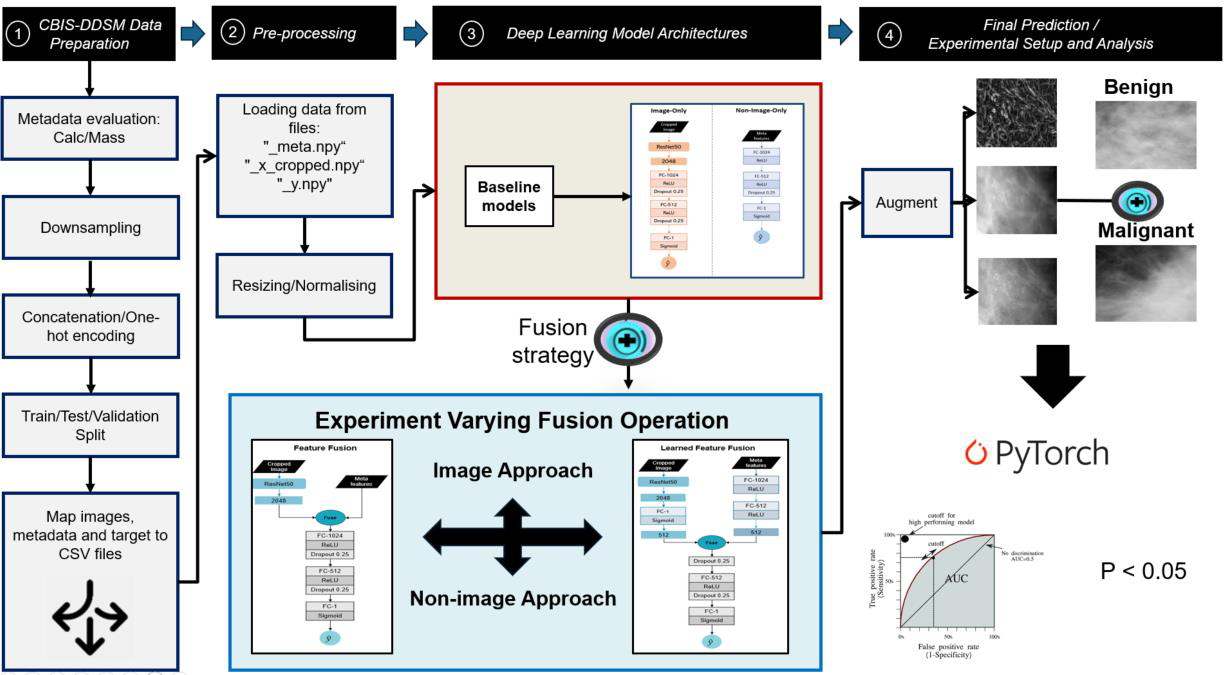 1 CBIS-DDSM Data
Preparation
2 Pre-processing
3 Deep Learning Model Architectures
4 Final Prediction /
Experimental Setup and Analysis
Metadata evaluation:
Calc/Mass
Downsampling
Concatenation/One-
hot encoding
Train/Test/Validation
Split
Map images,
metadata and target to
CSV files
Loading data from
files:
"_meta.npy“
"_x_cropped.npy“
"_y.npy"
Resizing/Normalising
Baseline
models
Image-Only
Cropped
Image
ResNet50
2048
FC-1024
ReLU
Dropout 0.25
FC-512
ReLU
Dropout 0.25
FC-1
Sigmoid
ŷ
Non-Image-Only
Meta
features
FC-1024
ReLU
FC-512
ReLU
Dropout 0.25
FC-1
Sigmoid
ŷ
Fusion
strategy
Experiment Varying Fusion Operation
Feature Fusion
Cropped
Image
Meta
features
ResNet50
2048
Fuse
FC-1024
ReLU
Dropout 0.25
FC-512
ReLU
Dropout 0.25
FC-1
Sigmoid
ŷ
Image Approach
Non-image Approach
Learned Feature Fusion
Cropped
Image
Meta
features
ResNet50
2048
FC-1
Sigmoid
512
FC-1024
ReLU
FC-512
ReLU
512
Fuse
Dropout 0.25
FC-512
ReLU
Dropout 0.25
FC-1
Sigmoid
ŷ
Augment
Benign
Malignant
PyTorch
cutoff for
high performing model
cutoff
No discrimination
AUC=0.5
AUC
True positive rate
(Sensitivity)
100%
50%
0%
50%
100%
False positive rate
(1-Specificity)
P < 0.05